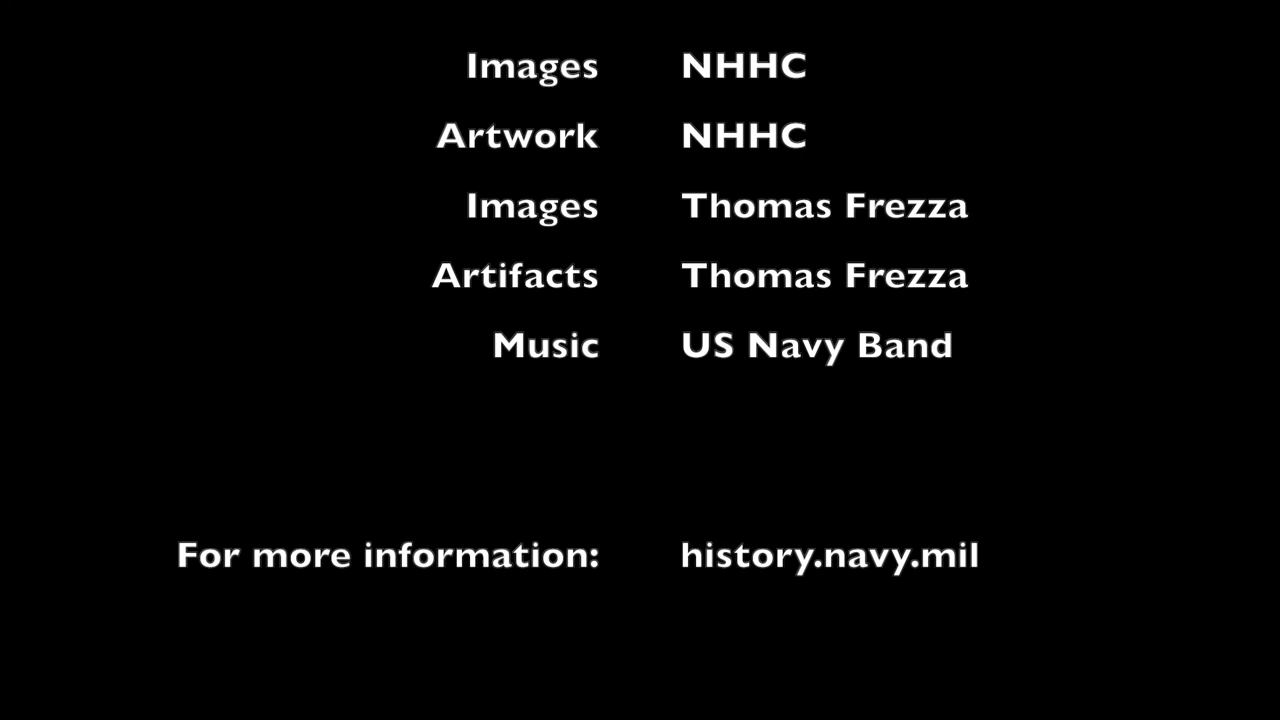 Images NHHC
Artwork NHHC
Images Thomas Frezza
Artifacts Thomas Frezza
Music US Navy Band
For more information: history.navy.mil